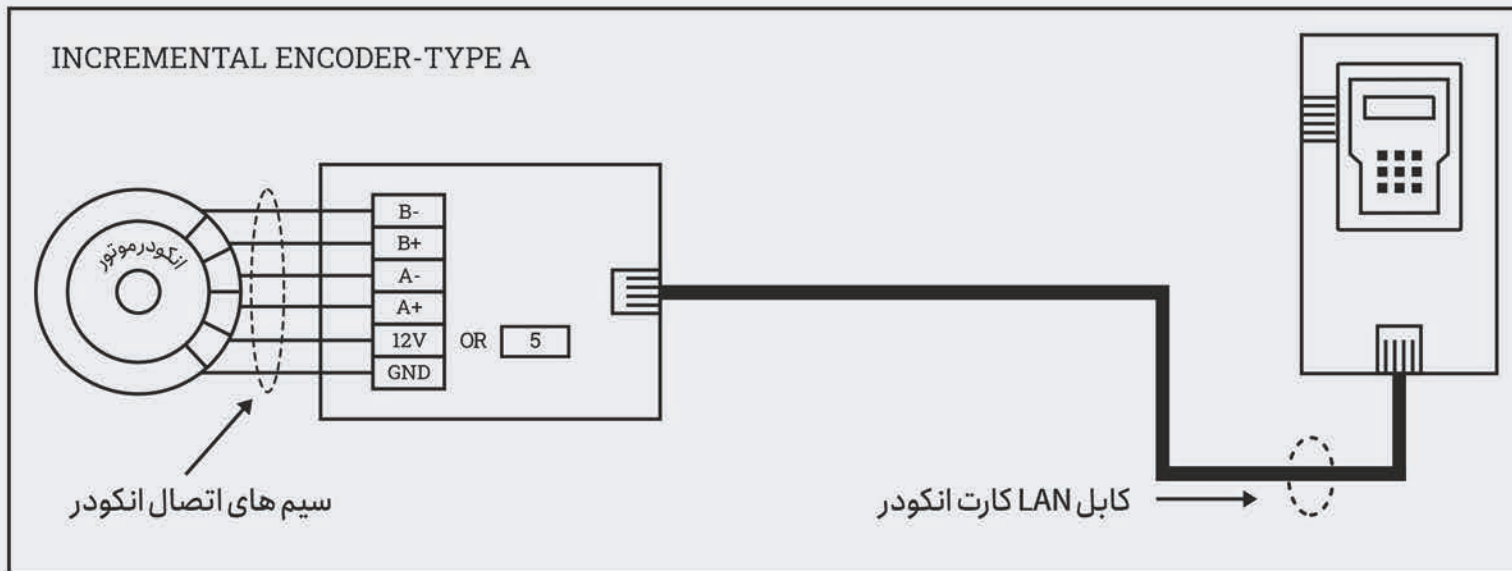 INCREMENTAL ENCODER-TYPE A
انکودرموتور
B-
B+
A-
A+
12V OR 5
GND
سیم های اتصال انکودر
کابل LAN کارت انکودر